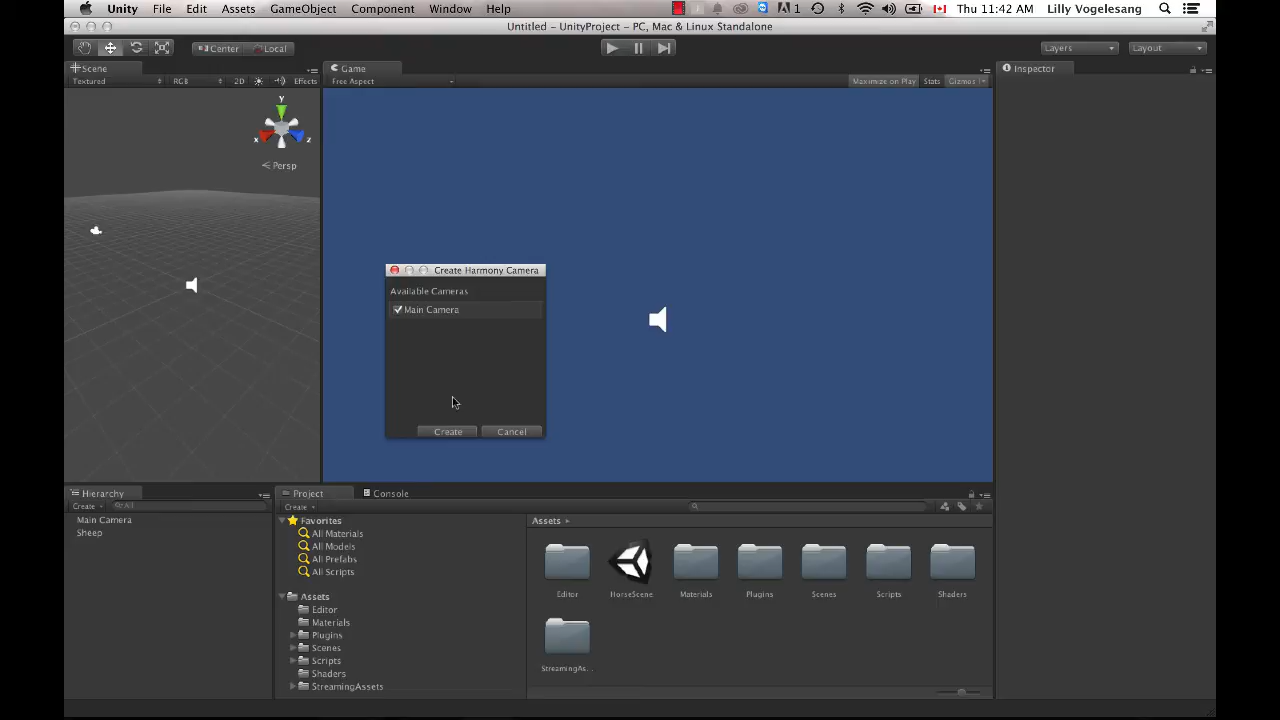 Unity File Edit Assets GameObject Component Window Help 1 Thu 11:42 AM Lilly Vogelesang
Untitled - UnityProject - PC, Mac & Linux Standalone
Center Local Layers Layout
Scene Game Inspector
Textured RGB 2D Effects Free Aspect Maximize on Play Stats Gizmos
y
x z
Persp
Create Harmony Camera
Available Cameras
Main Camera
Create Cancel
Hierarchy Project Console
Create All Create
Main Camera
Sheep
Favorites
All Materials
All Models
All Prefabs
All Scripts
Assets
Editor
Materials
Plugins
Scenes
Scripts
Shaders
StreamingAssets
Assets
Editor HorseScene Materials Plugins Scenes Scripts Shaders
StreamingAs...